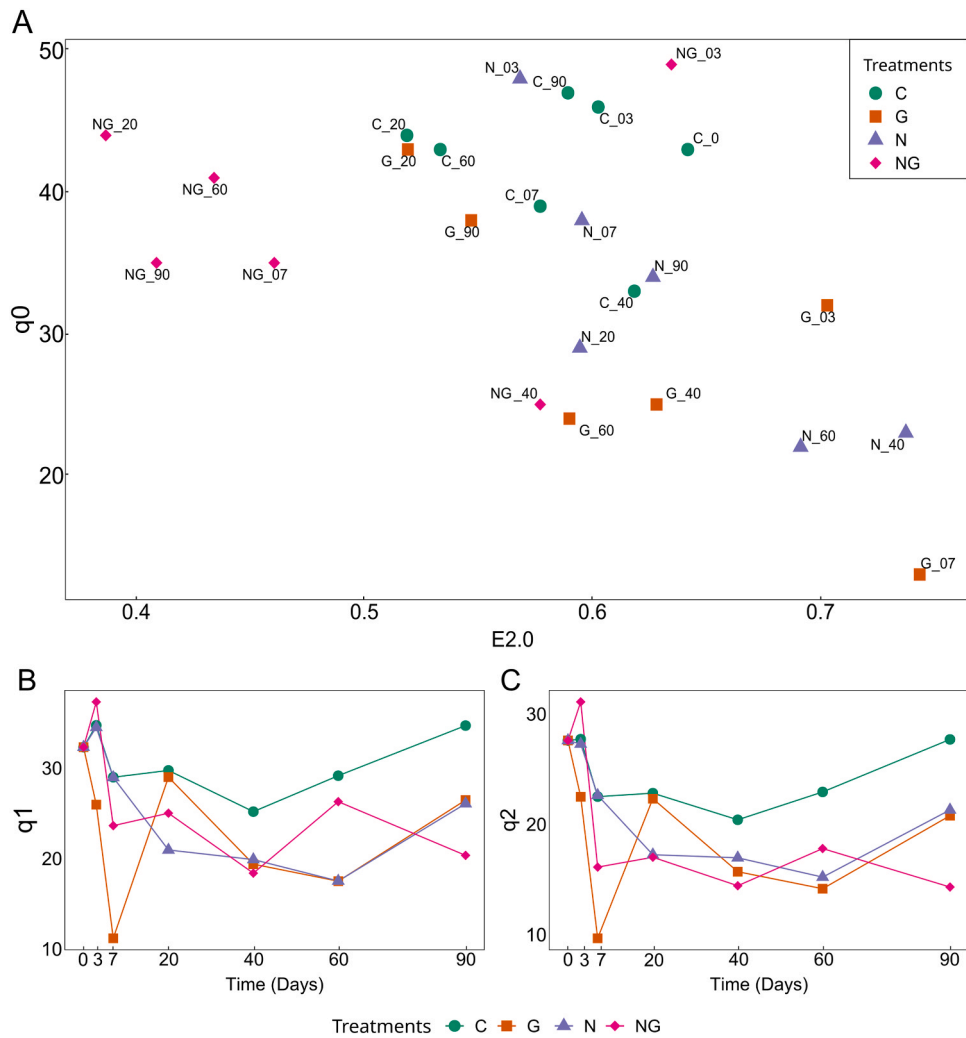 A
50
40
30
20
q0
NG_03
N_03
C_90
C_03
NG_20
C_20
C_0
G_20
C_60
NG_60
C_07
G_90
N_07
NG_90
NG_07
N_90
C_40
G_03
N_20
NG_40
G_40
G_60
N_60
N_40
G_07
Treatments
C
G
N
NG
0.4 0.5 0.6 0.7
E2.0
B
30
20
10
q1
0 3 7 20 40 60 90
Time (Days)
C
30
20
10
q2
0 3 7 20 40 60 90
Time (Days)
Treatments C G N NG